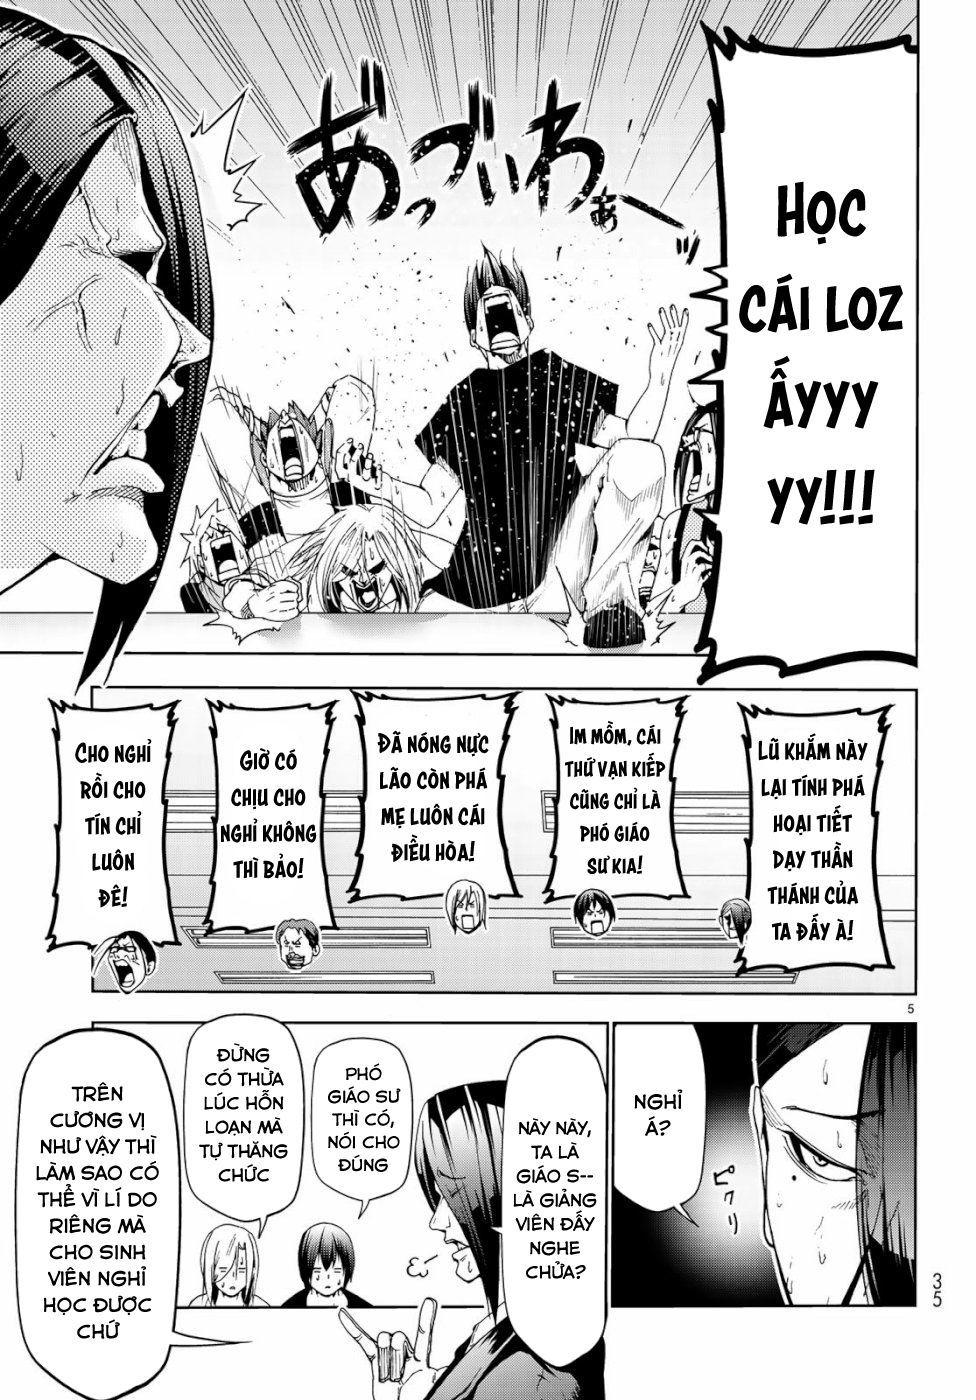 あっついわ
ぁー
ッ
HỌC
CÁI LOZ
ẤYYY
YY!!!
LŨ KHẮM NÀY
LẠI TÍNH PHÁ
HOẠI TIẾT
DẠY THẦN
THÁNH CỦA
TA ĐẤY À!
IM MỒM, CÁI
THỨ VẠN KIẾP
CŨNG CHỈ LÀ
PHÓ GIÁO
SƯ KIA!
ĐÃ NÓNG NỰC
LÃO CÒN PHÁ
MẸ LUÔN CÁI
ĐIỀU HÒA!
GIỜ CÓ
CHỊU CHO
NGHỈ KHÔNG
THÌ BẢO!
CHO NGHỈ
RỒI CHO
TÍN CHỈ
LUÔN
ĐÊ!
5
NGHỈ
Á?
ピクリ
NÀY NÀY,
TA LÀ
GIÁO S--
LÀ GIẢNG
VIÊN ĐẤY
NGHE
CHỬA?
PHÓ
GIÁO SƯ
THÌ CÓ,
NÓI CHO
ĐÚNG
ĐỪNG
CÓ THỪA
LÚC HỖN
LOẠN MÀ
TỰ THĂNG
CHỨC
TRÊN
CƯƠNG VỊ
NHƯ VẬY THÌ
LÀM SAO CÓ
THỂ VÌ LÍ DO
RIÊNG MÀ
CHO SINH
VIÊN NGHỈ
HỌC ĐƯỢC
CHỨ
35